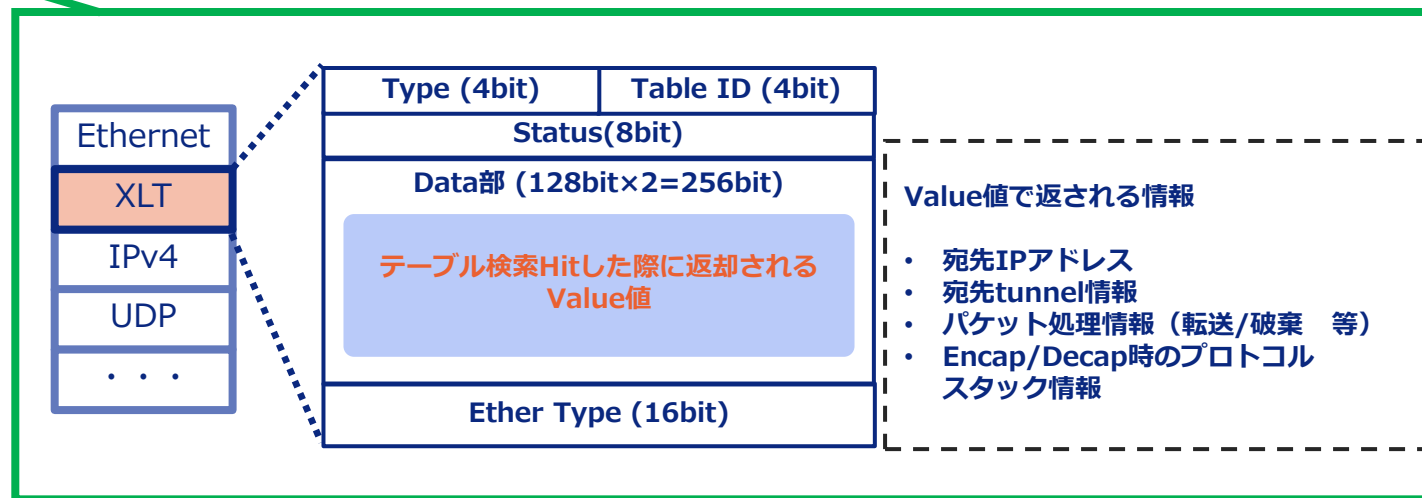 Ethernet
XLT
IPv4
UDP
・・・
Type (4bit)
Table ID (4bit)
Status(8bit)
Data部 (128bit×2=256bit)
テーブル検索Hitした際に返却される
Value値
Ether Type (16bit)
Value値で返される情報
• 宛先IPアドレス
• 宛先tunnel情報
• パケット処理情報（転送/破棄　等）
• Encap/Decap時のプロトコル
スタック情報